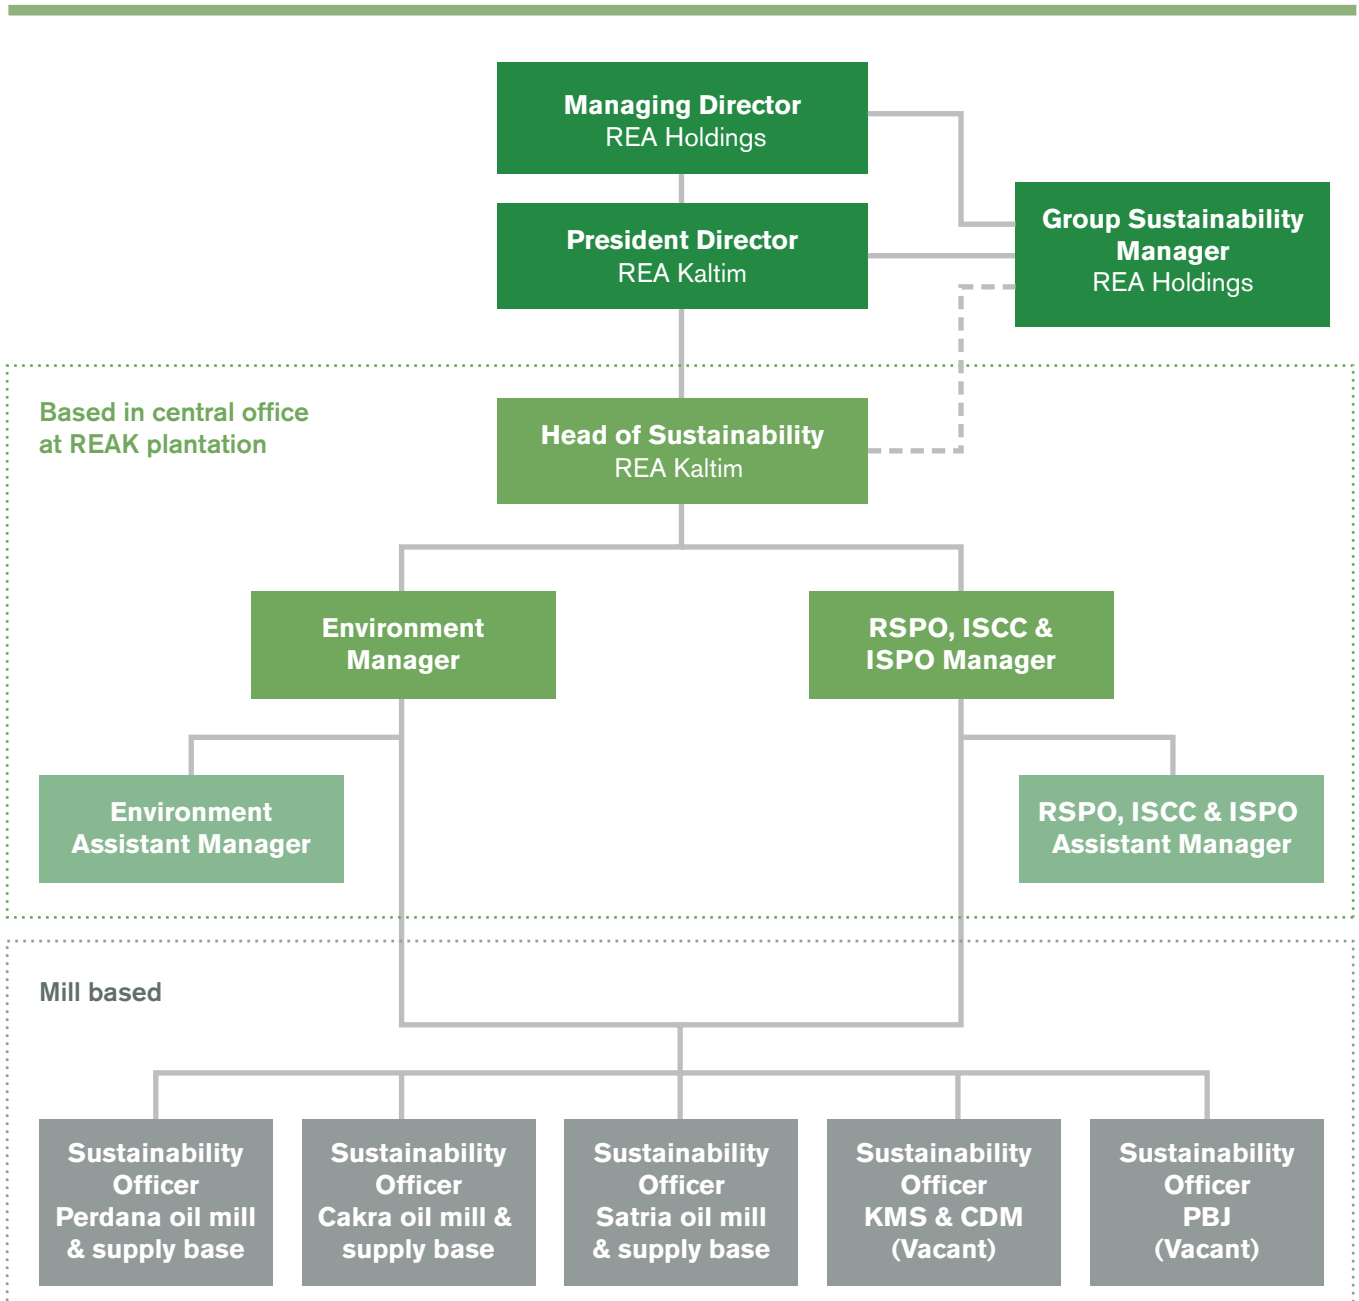 Managing Director
REA Holdings
President Director
REA Kaltim
Group Sustainability
Manager
REA Holdings
Based in central office
at REAK plantation
Head of Sustainability
REA Kaltim
Environment
Manager
RSPO, ISCC &
ISPO Manager
Environment
Assistant Manager
RSPO, ISCC & ISPO
Assistant Manager
Mill based
Sustainability
Officer
Perdana oil mill
& supply base
Sustainability
Officer
Cakra oil mill &
supply base
Sustainability
Officer
Satria oil mill
& supply base
Sustainability
Officer
KMS & CDM
(Vacant)
Sustainability
Officer
PBJ
(Vacant)